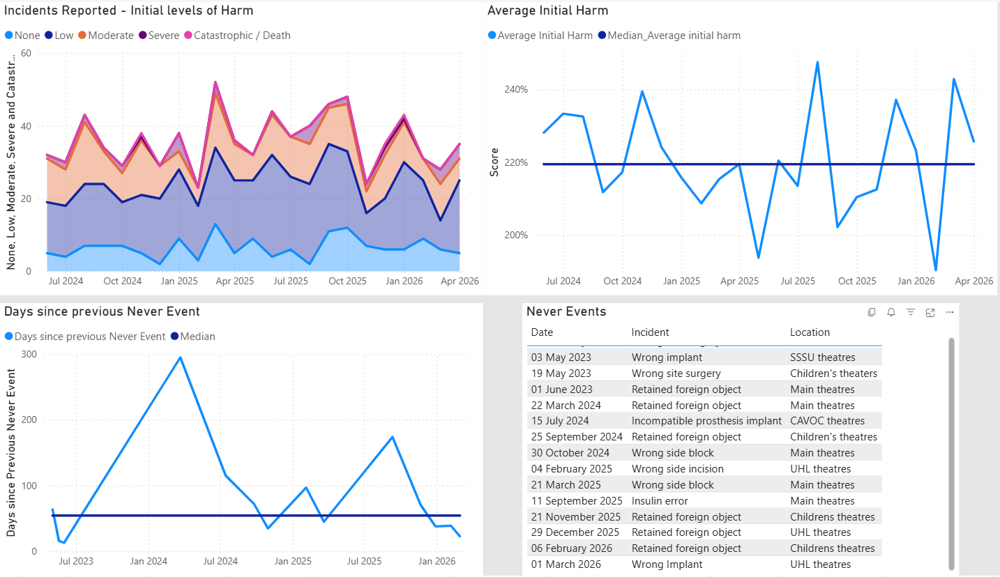 Incidents Reported - Initial levels of Harm
None Low Moderate Severe Catastrophic / Death
None, Low, Moderate, Severe and Catastr...
60
40
20
0
Jul 2024 Oct 2024 Jan 2025 Apr 2025 Jul 2025 Oct 2025 Jan 2026 Apr 2026
Average Initial Harm
Average Initial Harm Median_Average initial harm
Score
240%
220%
200%
Jul 2024 Oct 2024 Jan 2025 Apr 2025 Jul 2025 Oct 2025 Jan 2026 Apr 2026
Days since previous Never Event
Days since previous Never Event Median
Days since Previous Never Event
300
200
100
0
Jul 2023 Jan 2024 Jul 2024 Jan 2025 Jul 2025 Jan 2026
Never Events
Date Incident Location
03 May 2023 Wrong implant SSSU theatres
19 May 2023 Wrong site surgery Children's theaters
01 June 2023 Retained foreign object Main theatres
22 March 2024 Retained foreign object Main theatres
15 July 2024 Incompatible prosthesis implant CAVOC theatres
25 September 2024 Retained foreign object Children's theatres
30 October 2024 Wrong side block Main theatres
04 February 2025 Wrong side incision UHL theatres
21 March 2025 Wrong side block Main theatres
11 September 2025 Insulin error Main theatres
21 November 2025 Retained foreign object Childrens theatres
29 December 2025 Retained foreign object UHL theatres
06 February 2026 Retained foreign object Childrens theatres
01 March 2026 Wrong Implant UHL theatres